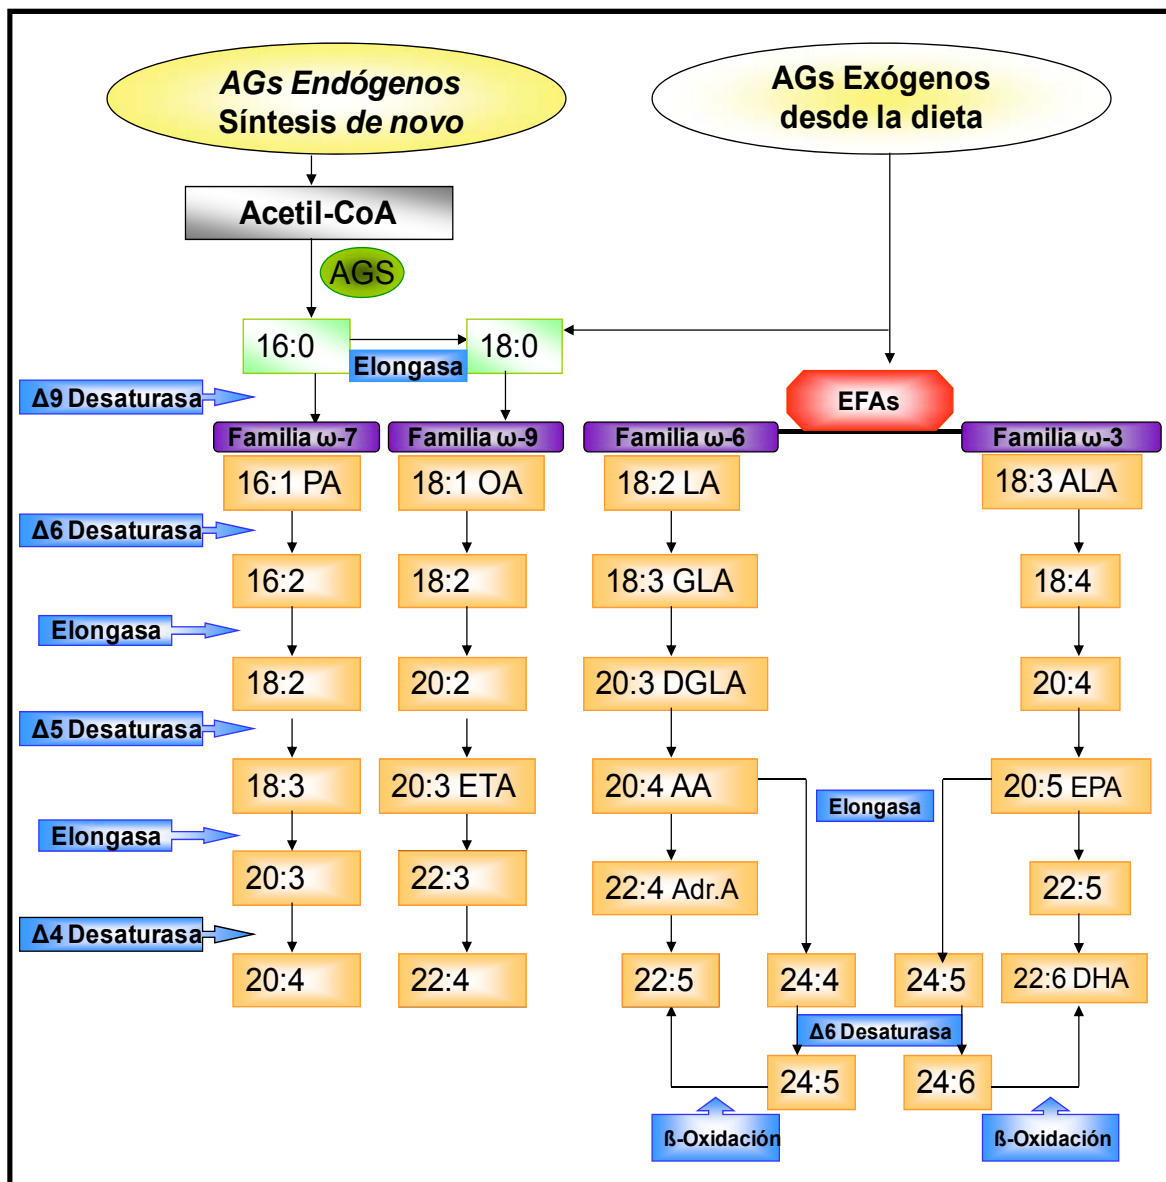 AGs Endógenos
Síntesis de novo
AGs Exógenos
desde la dieta
Acetil-CoA
AGS
16:0
Elongasa
18:0
Δ9 Desaturasa
EFAs
Familia ω-7
Familia ω-9
Familia ω-6
Familia ω-3
16:1 PA
18:1 OA
18:2 LA
18:3 ALA
Δ6 Desaturasa
16:2
18:2
18:3 GLA
18:4
Elongasa
18:2
20:2
20:3 DGLA
20:4
Δ5 Desaturasa
18:3
20:3 ETA
20:4 AA
Elongasa
20:5 EPA
Elongasa
20:3
22:3
22:4 Adr.A
22:5
Δ4 Desaturasa
20:4
22:4
22:5
24:4
24:5
22:6 DHA
Δ6 Desaturasa
24:5
24:6
ß-Oxidación
ß-Oxidación